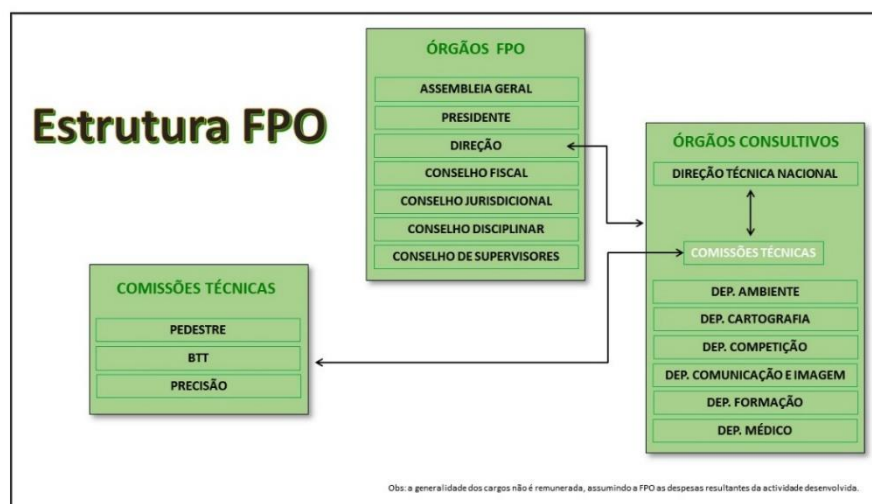 Estrutura FPO
ÓRGÃOS FPO
ASSEMBLEIA GERAL
PRESIDENTE
DIREÇÃO
CONSELHO FISCAL
CONSELHO JURISDICIONAL
CONSELHO DISCIPLINAR
CONSELHO DE SUPERVISORES
ÓRGÃOS CONSULTIVOS
DIREÇÃO TÉCNICA NACIONAL
COMISSÕES TÉCNICAS
DEP. AMBIENTE
DEP. CARTOGRAFIA
DEP. COMPETIÇÃO
DEP. COMUNICAÇÃO E IMAGEM
DEP. FORMAÇÃO
DEP. MÉDICO
COMISSÕES TÉCNICAS
PEDESTRE
BTT
PRECISÃO
Obs: a generalidade dos cargos não é remunerada, assumindo a FPO as despesas resultantes da actividade desenvolvida.